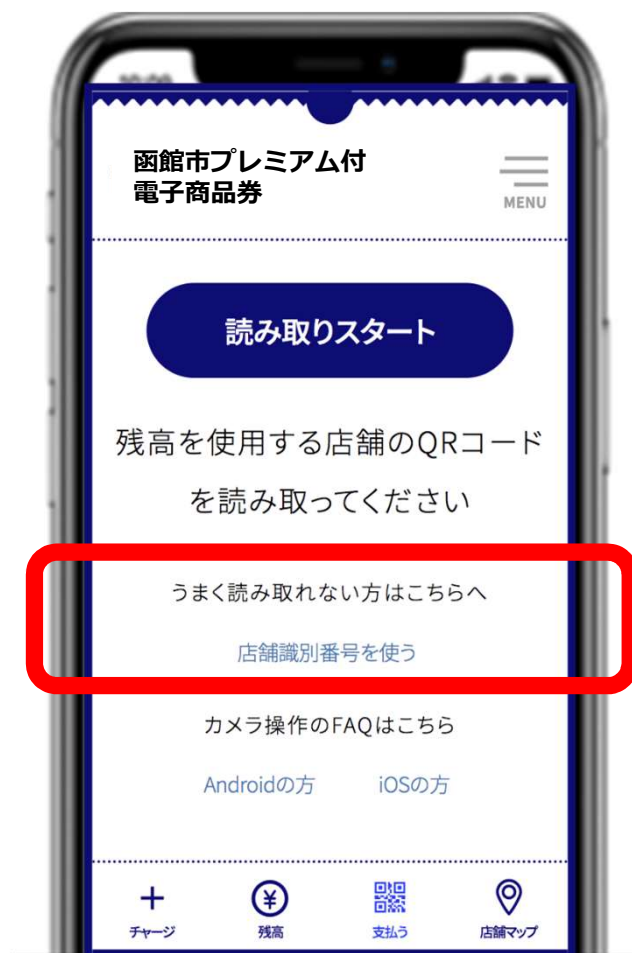 函館市プレミアム付
電子商品券
MENU
読み取りスタート
残高を使用する店舗のQRコード
を読み取ってください
うまく読み取れない方はこちらへ
店舗識別番号を使う
カメラ操作のFAQはこちら
Androidの方 iOSの方
チャージ 残高 支払う 店舗マップ